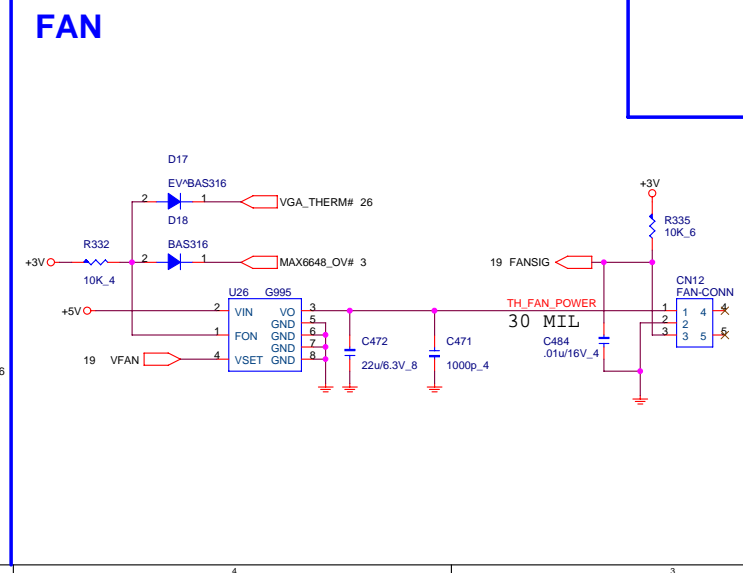 FAN
D17
EV^BAS316
2 1
VGA_THERM# 26
D18
BAS316
2 1
MAX6648_OV# 3
+3V
R332
10K_4
+5V
U26 G995
2 VIN VO 3
GND 5
1 FON GND 6
GND 7
4 VSET GND 8
19 VFAN
C472
22u/6.3V_8
C471
1000p_4
TH_FAN_POWER
30 MIL
C484
.01u/16V_4
19 FANSIG
+3V
R335
10K_6
CN12
FAN-CONN
1 1 4 4
2 2
3 3 5 5
6
4
3